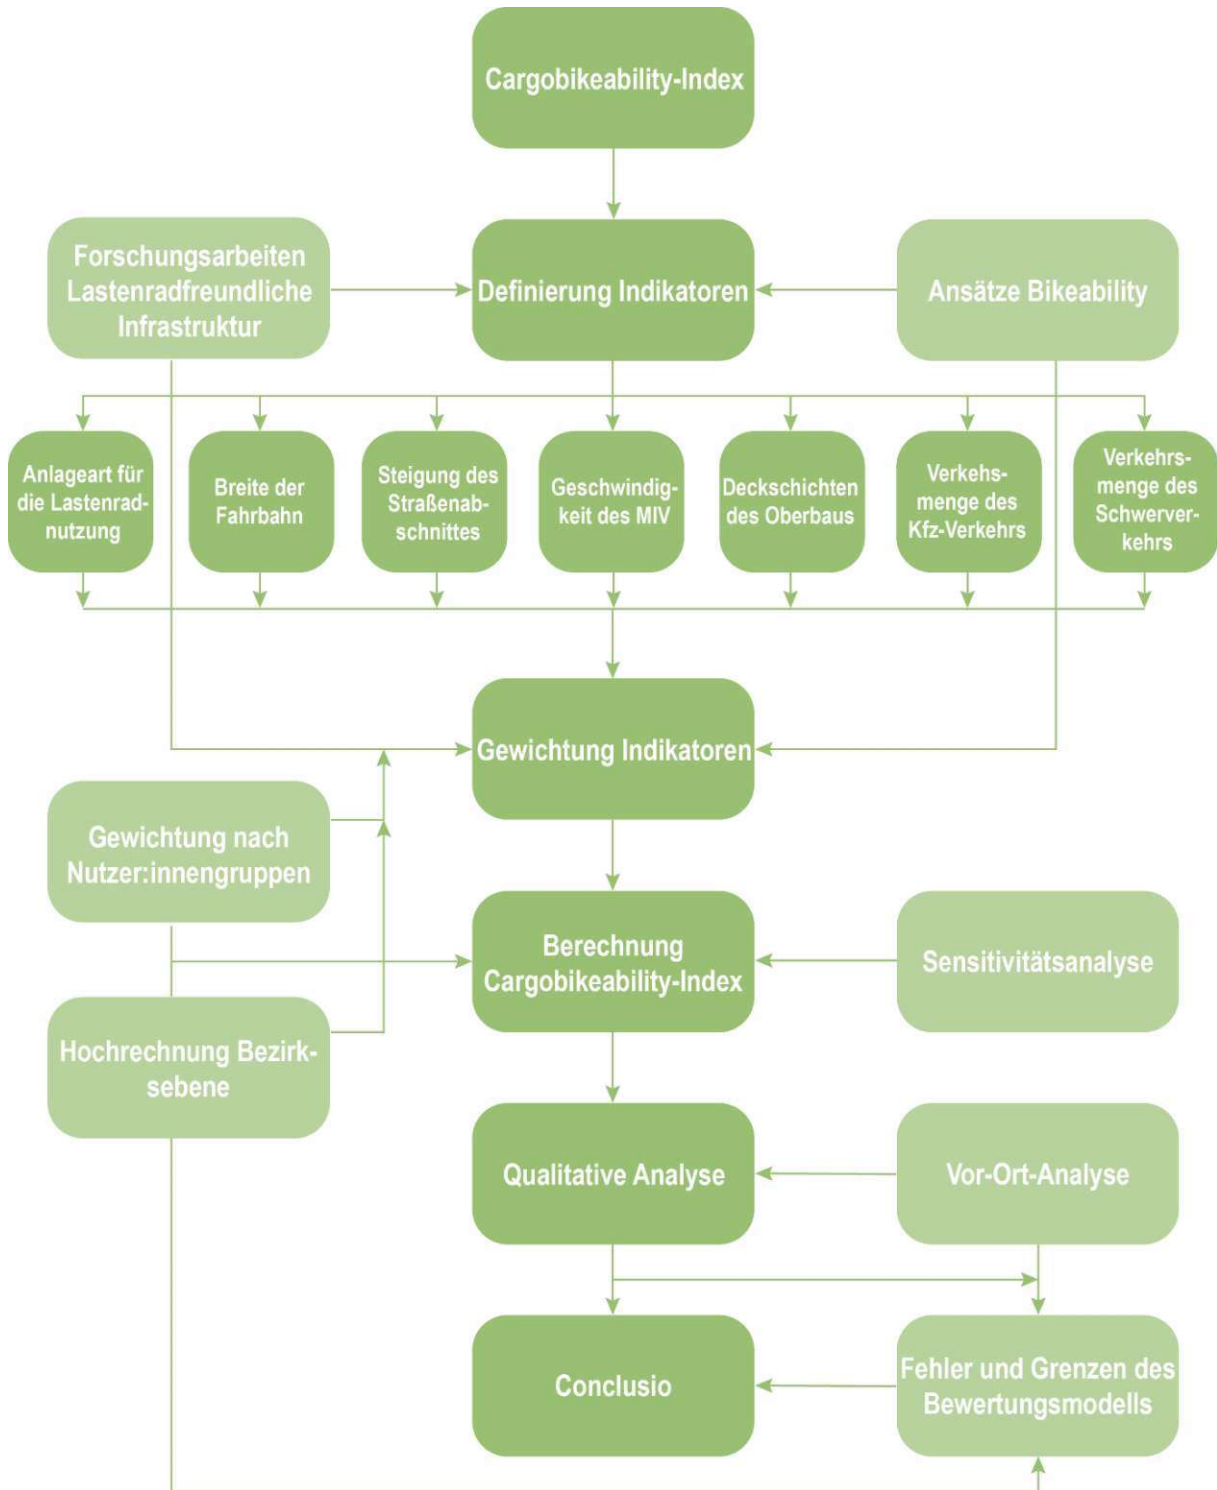 Cargobikeability-Index
Forschungsarbeiten
Lastenradfreundliche
Infrastruktur
Definierung Indikatoren
Ansätze Bikeability
Anlageart für
die Lastenrad-
nutzung
Breite der
Fahrbahn
Steigung des
Straßenab-
schnittes
Geschwindig-
keit des MIV
Deckschichten
des Oberbaus
Verkehs-
menge des
Kfz-Verkehrs
Verkehrs-
menge des
Schwerver-
kehrs
Gewichtung Indikatoren
Gewichtung nach
Nutzer:innengruppen
Berechnung
Cargobikeability-Index
Sensitivitätsanalyse
Hochrechnung Bezirk-
sebene
Qualitative Analyse
Vor-Ort-Analyse
Conclusio
Fehler und Grenzen des
Bewertungsmodells